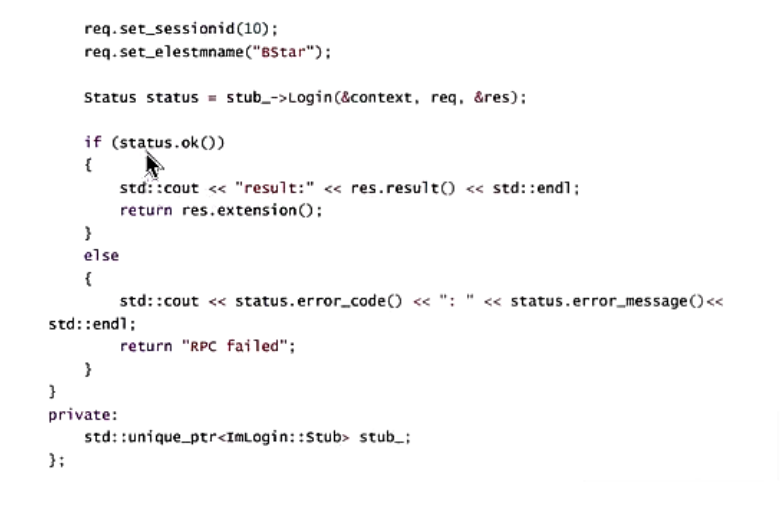 req.set_sessionid(10);
req.set_elestmname("BStar");
Status status = stub_->Login(&context, req, &res);
if (status.ok())
{
std::cout << "result:" << res.result() << std::endl;
return res.extension();
}
else
{
std::cout << status.error_code() << ": " << status.error_message()<<
std::endl;
return "RPC failed";
}
}
private:
std::unique_ptr<ImLogin::Stub> stub_;
};